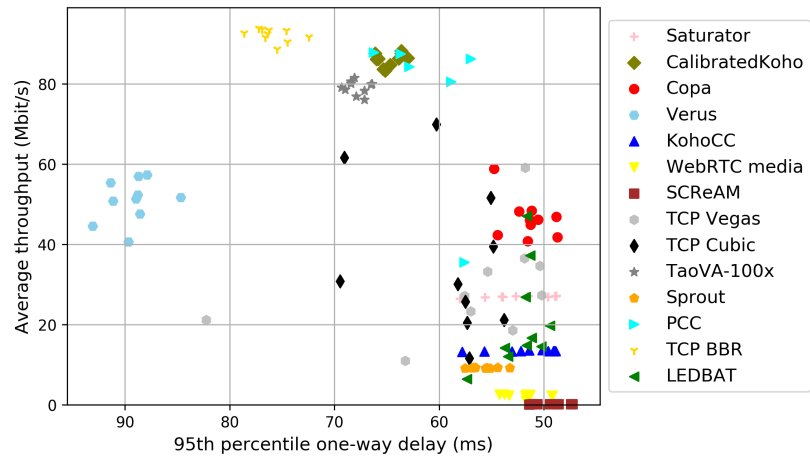 80
60
40
20
0
Average throughput (Mbit/s)
90 80 70 60 50
95th percentile one-way delay (ms)
Saturator
CalibratedKoho
Copa
Verus
KohoCC
WebRTC media
SCReAM
TCP Vegas
TCP Cubic
TaoVA-100x
Sprout
PCC
TCP BBR
LEDBAT